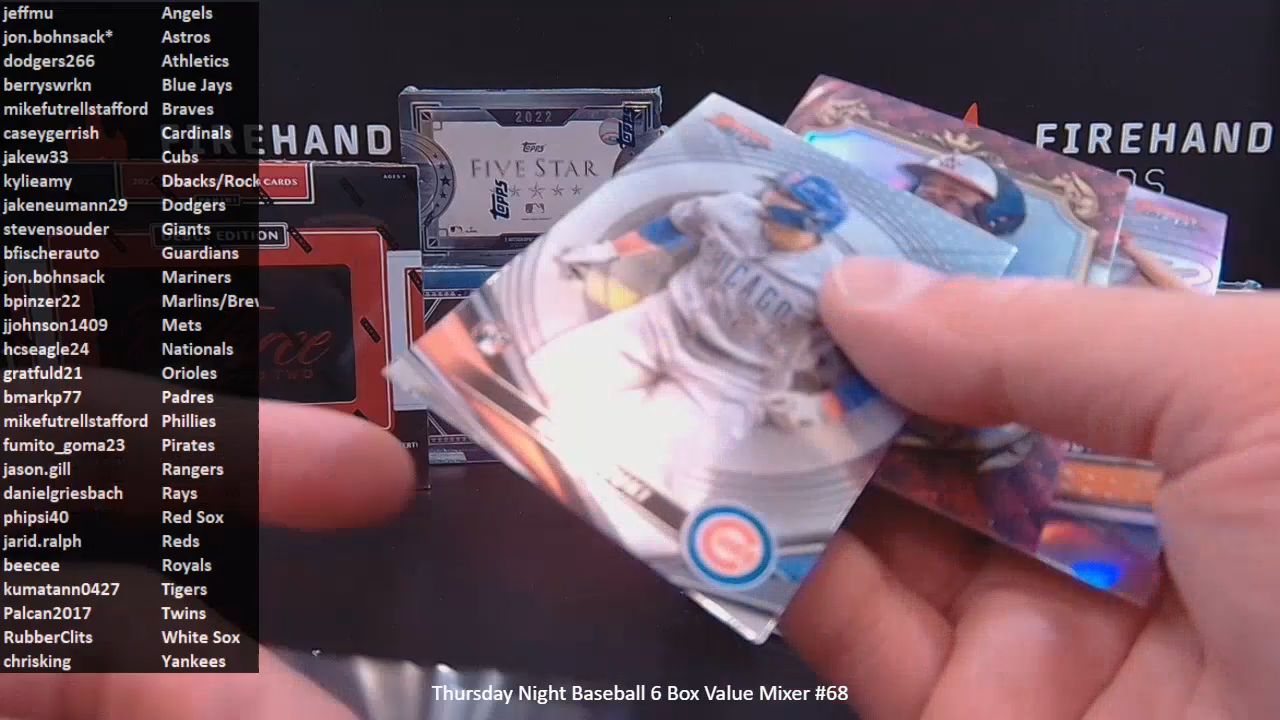 jeffmu Angels
jon.bohnsack* Astros
dodgers266 Athletics
berryswrkn Blue Jays
mikefutrellstafford Braves
caseygerrish Cardinals
jakew33 Cubs
kylieamy Dbacks/Rock
jakeneumann29 Dodgers
stevensouder Giants
bfischerauto Guardians
jon.bohnsack Mariners
bpinzer22 Marlins/Brew
jjohnson1409 Mets
hcseagle24 Nationals
gratfuld21 Orioles
bmarkp77 Padres
mikefutrellstafford Phillies
fumito_goma23 Pirates
jason.gill Rangers
danielgriesbach Rays
phipsi40 Red Sox
jarid.ralph Reds
beecee Royals
kumatann0427 Tigers
Palcan2017 Twins
RubberClits White Sox
chrisking Yankees
FIREHAND
CARDS
EDITION
2022
Topps
FIVE STAR
Topps
Topps
CHICAGO
FIREHAND
Thursday Night Baseball 6 Box Value Mixer #68